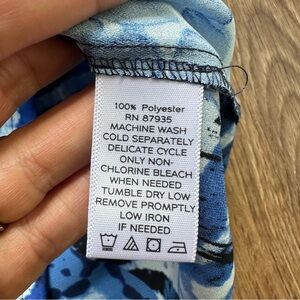 100% Polyester
RN 87935
MACHINE WASH
COLD SEPARATELY
DELICATE CYCLE
ONLY NON-
CHLORINE BLEACH
WHEN NEEDED
TUMBLE DRY LOW
REMOVE PROMPTLY
LOW IRON
IF NEEDED